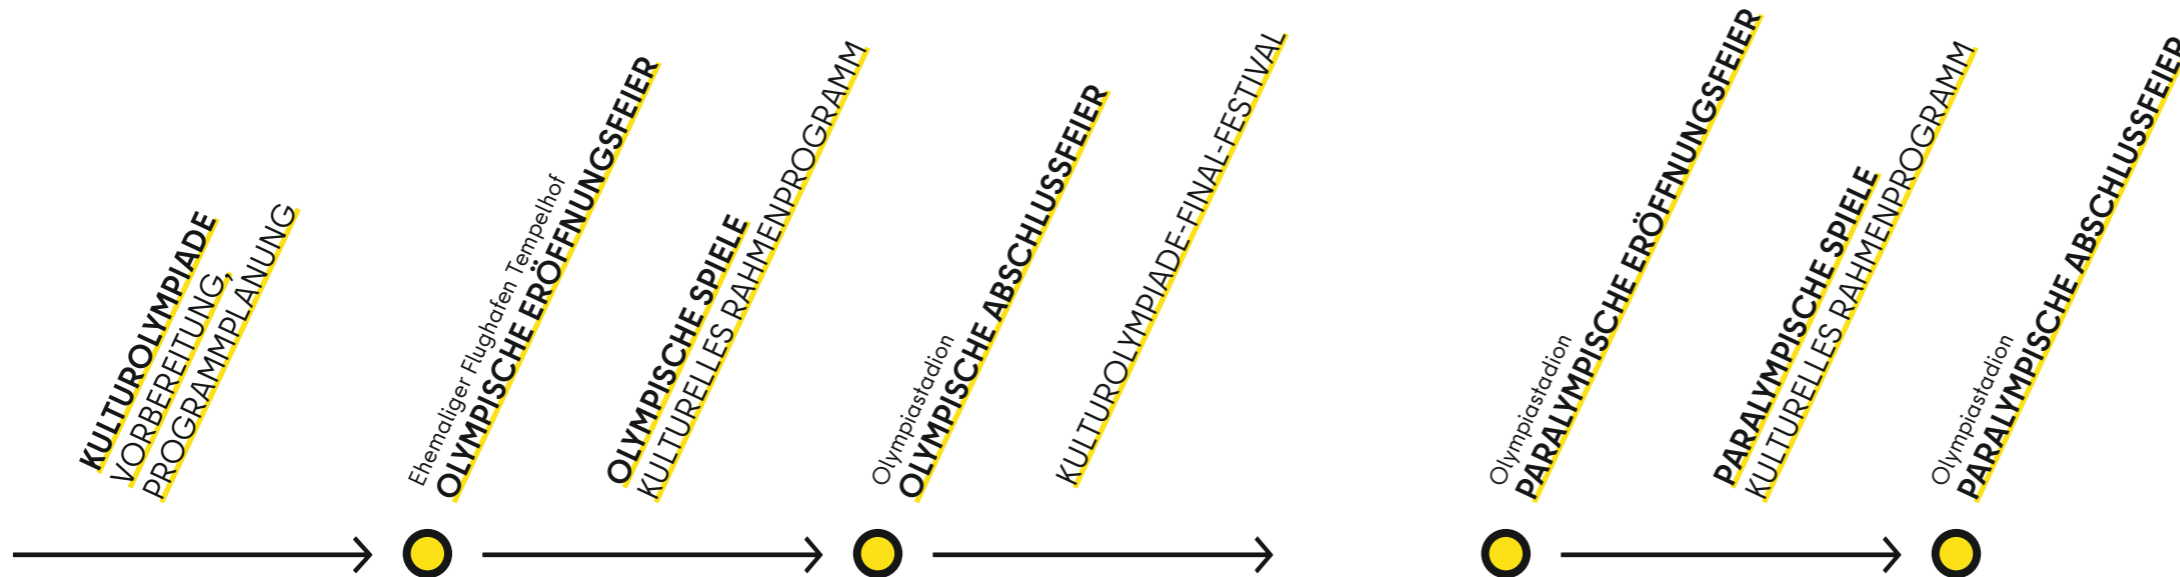 KULTUROLYMPIADE
VORBEREITUNG,
PROGRAMMPLANUNG
Ehemaliger Flughafen Tempelhof
OLYMPISCHE ERÖFFNUNGSFEIER
OLYMPISCHE SPIELE
KULTURELLES RAHMENPROGRAMM
Olympiastadion
OLYMPISCHE ABSCHLUSSFEIER
KULTUROLYMPIADE-FINAL-FESTIVAL
Olympiastadion
PARALYMPISCHE ERÖFFNUNGSFEIER
PARALYMPISCHE SPIELE
KULTURELLES RAHMENPROGRAMM
Olympiastadion
PARALYMPISCHE ABSCHLUSSFEIER